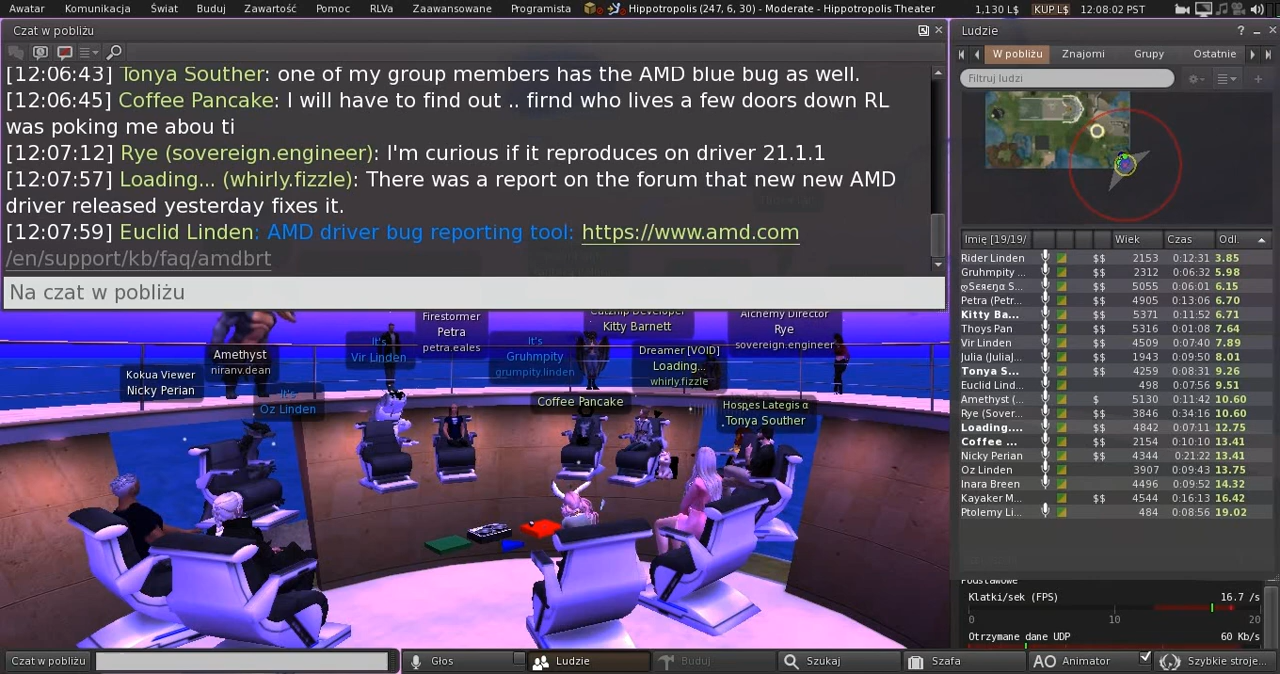 Awatar Komunikacja Świat Buduj Zawartość Pomoc RLVa Zaawansowane Programista Hippotropolis (247, 6, 30) - Moderate - Hippotropolis Theater 1,130 L$ KUP L$ 12:08:02 PST
Czat w pobliżu
[12:06:43] Tonya Souther: one of my group members has the AMD blue bug as well.
[12:06:45] Coffee Pancake: I will have to find out .. firnd who lives a few doors down RL
was poking me abou ti
[12:07:12] Rye (sovereign.engineer): I'm curious if it reproduces on driver 21.1.1
[12:07:57] Loading... (whirly.fizzle): There was a report on the forum that new new AMD
driver released yesterday fixes it.
[12:07:59] Euclid Linden: AMD driver bug reporting tool: https://www.amd.com
/en/support/kb/faq/amdbrt
Na czat w pobliżu
Firestormer
Petra
petra.eales
Catznip Developer
Kitty Barnett
Alchemy Director
Rye
sovereign.engineer
It's
Vir Linden
It's
Gruhmpity
grumpity.linden
Dreamer [VOID]
Loading...
whirly.fizzle
Amethyst
niranv.dean
Kokua Viewer
Nicky Perian
It's
Oz Linden
Coffee Pancake
Hospes Lategis α
Tonya Souther
Ludzie
W pobliżu Znajomi Grupy Ostatnie
Filtruj ludzi
Imię [19/19/ Wiek Czas Odl.
Rider Linden $$ 2153 0:12:31 3.85
Gruhmpity ... $$ 2312 0:06:32 5.98
$$ 5055 0:06:01 6.15
Petra (Petr... $$ 4905 0:13:06 6.70
Kitty Ba... $$ 5371 0:11:52 6.71
Thoys Pan $$ 5316 0:01:08 7.64
Vir Linden $$ 4509 0:07:40 7.89
Julia (JuliaJ... $$ 1943 0:09:50 8.01
Tonya S... $$ 4259 0:08:31 9.26
Euclid Lind... 498 0:07:56 9.51
Amethyst (... $ 5130 0:11:42 10.60
Rye (Sover... $$ 3846 0:34:16 10.60
Loading.... $$ 4842 0:07:11 12.75
Coffee ... $$ 2154 0:10:10 13.41
Nicky Perian $$ 4344 0:21:22 13.41
Oz Linden 3907 0:09:43 13.75
Inara Breen 4496 0:09:52 14.32
Kayaker M... $$ 4544 0:16:13 16.42
Ptolemy Li... 484 0:08:56 19.02
Podstawowe
Klatki/sek (FPS) 16.7 /s
0 10 20
Otrzymane dane UDP 60 Kb/s
Czat w pobliżu Głos Ludzie Buduj Szukaj Szafa AO Animator Szybkie stroje...